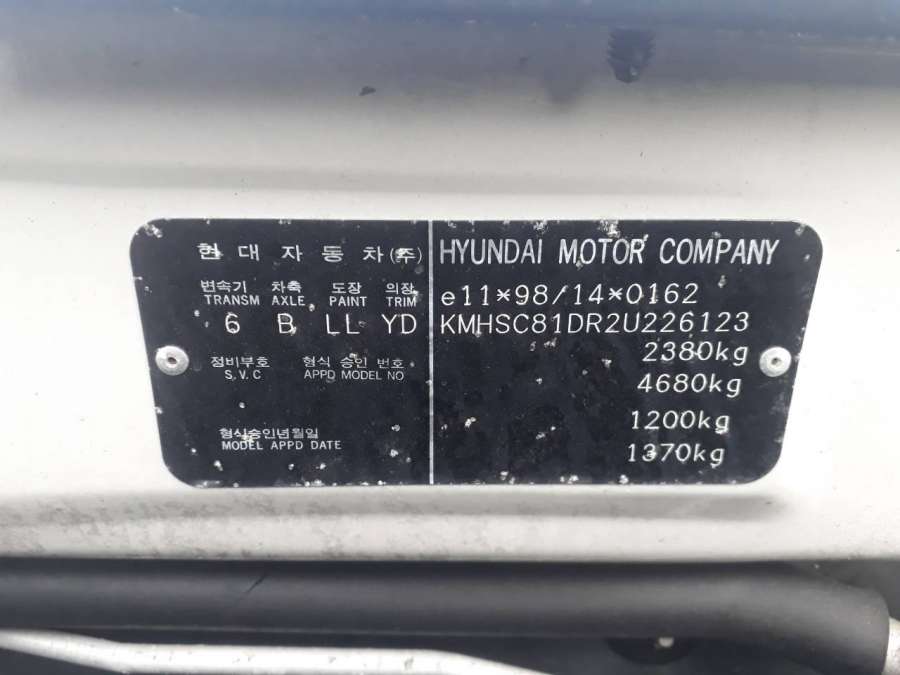 현대자동차(주) HYUNDAI MOTOR COMPANY
변속기 차축 도장 의장
TRANSM AXLE PAINT TRIM
e11*98/14*0162
6 B LL YD
KMHSC81DR2U226123
2380kg
정비부호 형식 승인 번호
S.V.C APPD MODEL NO
4680kg
1200kg
형식승인년월일
MODEL APPD DATE
1370kg